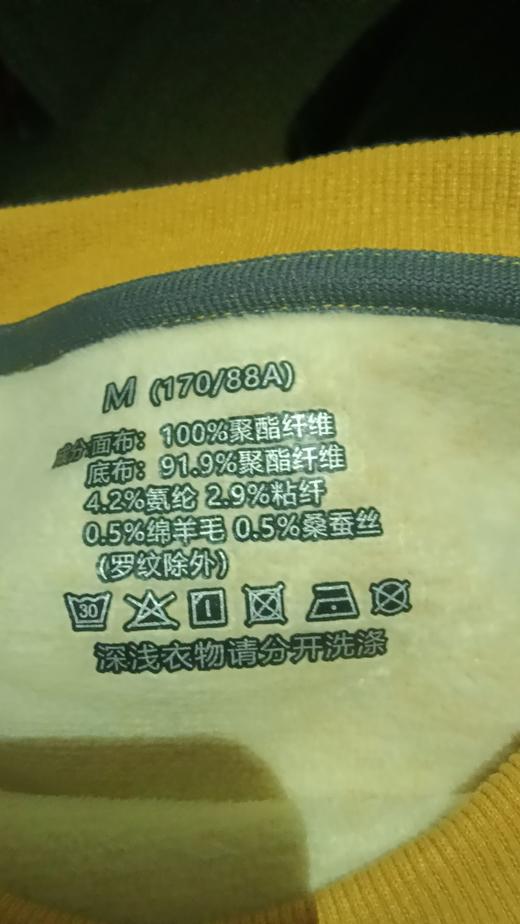 M (170/88A)
成分:面布：100%聚酯纤维
底布：91.9%聚酯纤维
4.2%氨纶 2.9%粘纤
0.5%绵羊毛 0.5%桑蚕丝
(罗纹除外)
30
深浅衣物请分开洗涤